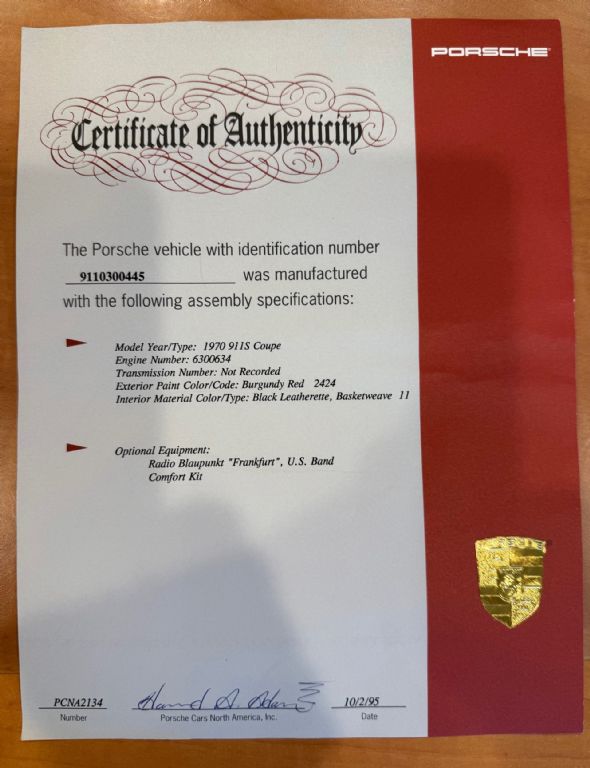 PORSCHE
Certificate of Authenticity
The Porsche vehicle with identification number
9110300445 was manufactured
with the following assembly specifications:
Model Year/Type: 1970 911S Coupe
Engine Number: 6300634
Transmission Number: Not Recorded
Exterior Paint Color/Code: Burgundy Red 2424
Interior Material Color/Type: Black Leatherette, Basketweave 11
Optional Equipment:
Radio Blaupunkt "Frankfurt", U.S. Band
Comfort Kit
PCNA2134 10/2/95
Number Porsche Cars North America, Inc. Date